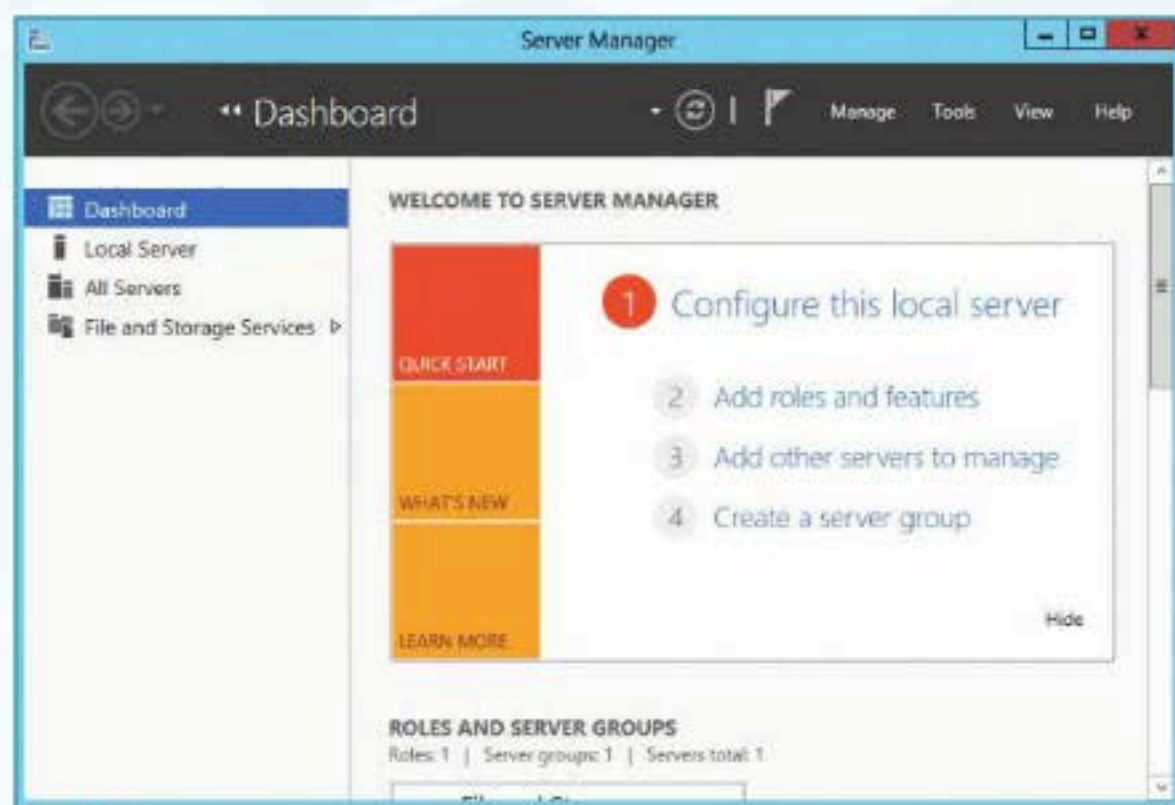 Server Manager
Dashboard
Manage Tools View Help
Dashboard
Local Server
All Servers
File and Storage Services
WELCOME TO SERVER MANAGER
QUICK START
WHAT'S NEW
LEARN MORE
1 Configure this local server
2 Add roles and features
3 Add other servers to manage
4 Create a server group
Hide
ROLES AND SERVER GROUPS
Roles: 1 | Server groups: 1 | Servers total: 1